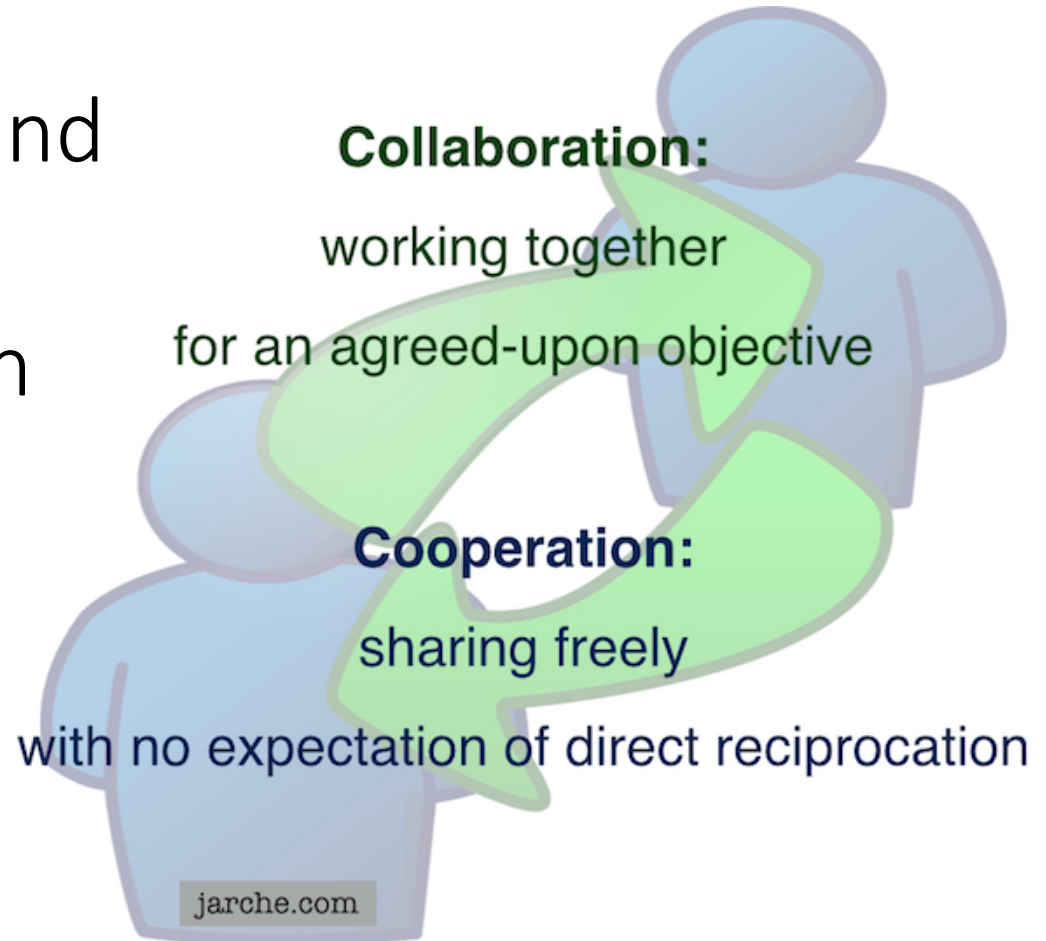 nd
n
Collaboration:
working together
for an agreed-upon objective
Cooperation:
sharing freely
with no expectation of direct reciprocation
jarche.com